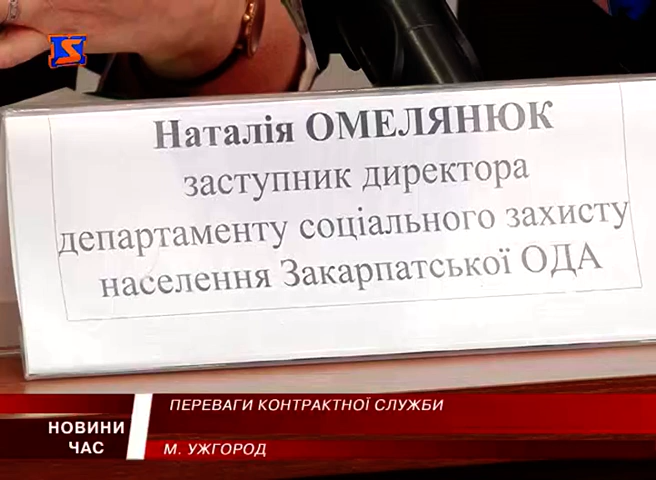 Наталія ОМЕЛЯНЮК
заступник директора
департаменту соціального захисту
населення Закарпатської ОДА
ПЕРЕВАГИ КОНТРАКТНОЇ СЛУЖБИ
НОВИНИ
ЧАС
М. УЖГОРОД